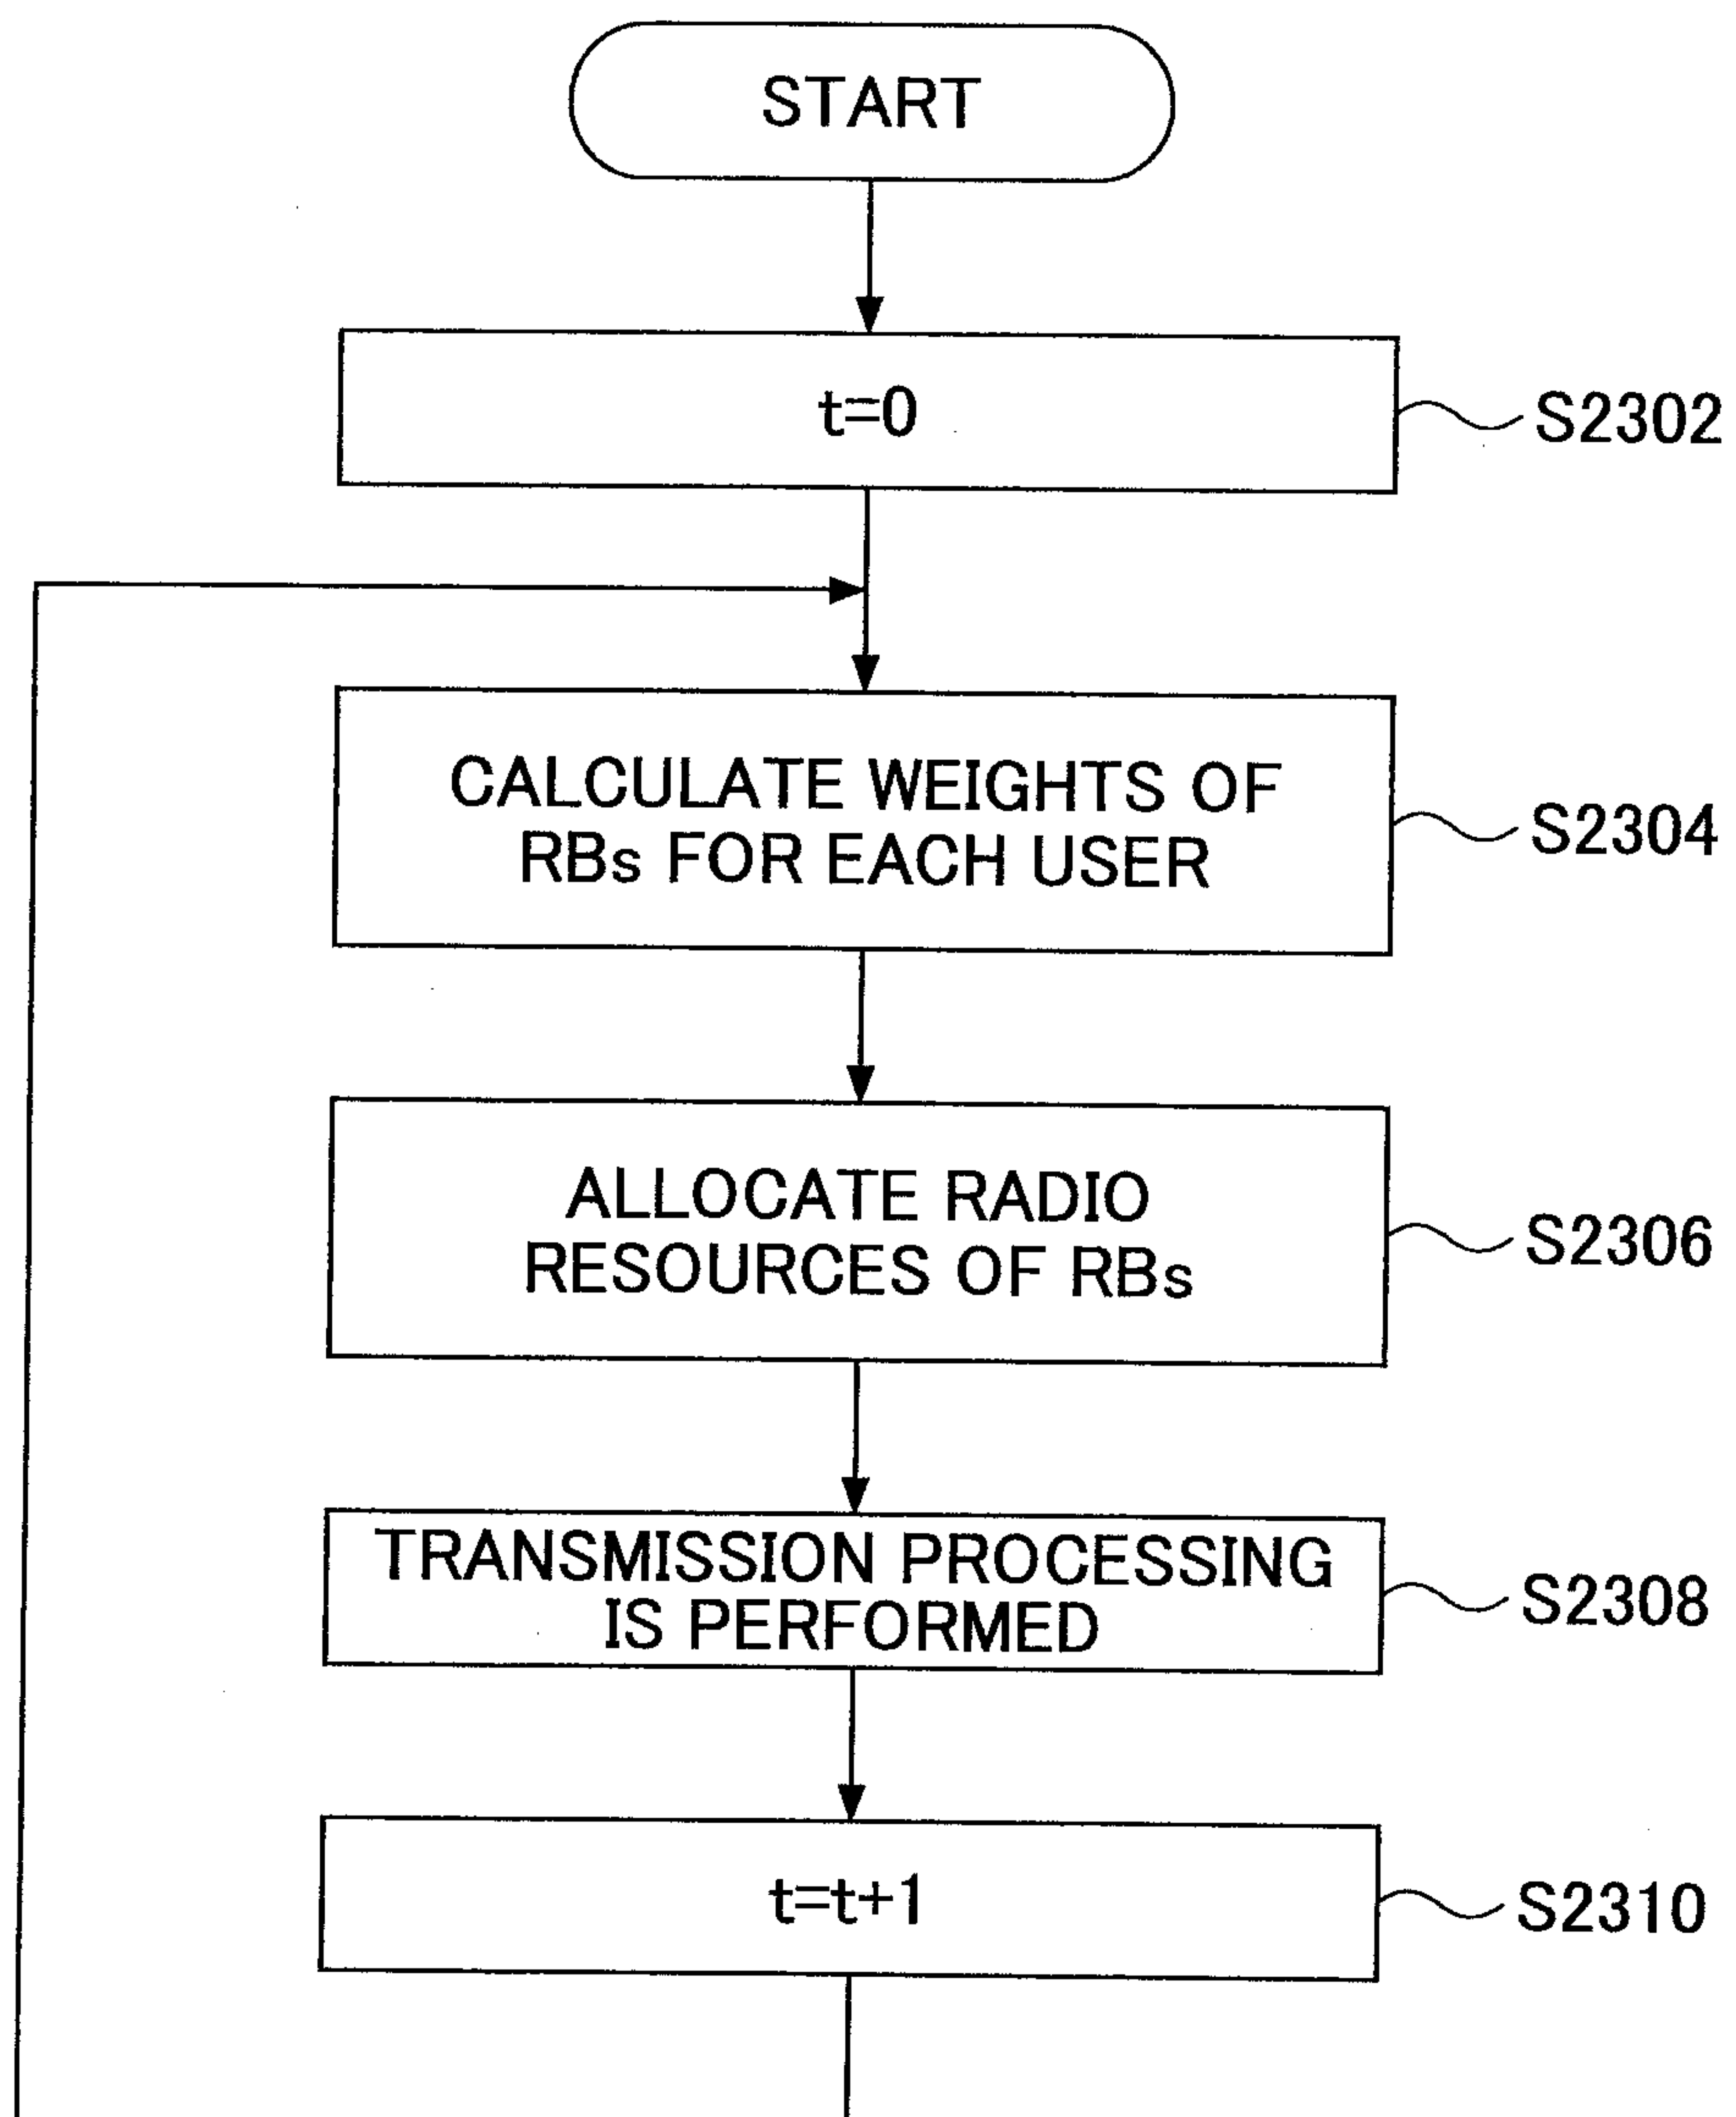 START
t=0
S2302
CALCULATE WEIGHTS OF
RBs FOR EACH USER
S2304
ALLOCATE RADIO
RESOURCES OF RBs
S2306
TRANSMISSION PROCESSING
IS PERFORMED
S2308
t=t+1
S2310